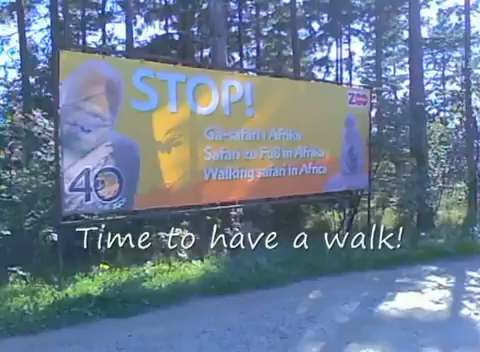 STOP!
Gå-safari i Afrika
Safari zu Fuß in Afrika
Walking safari in Africa
40
Time to have a walk!